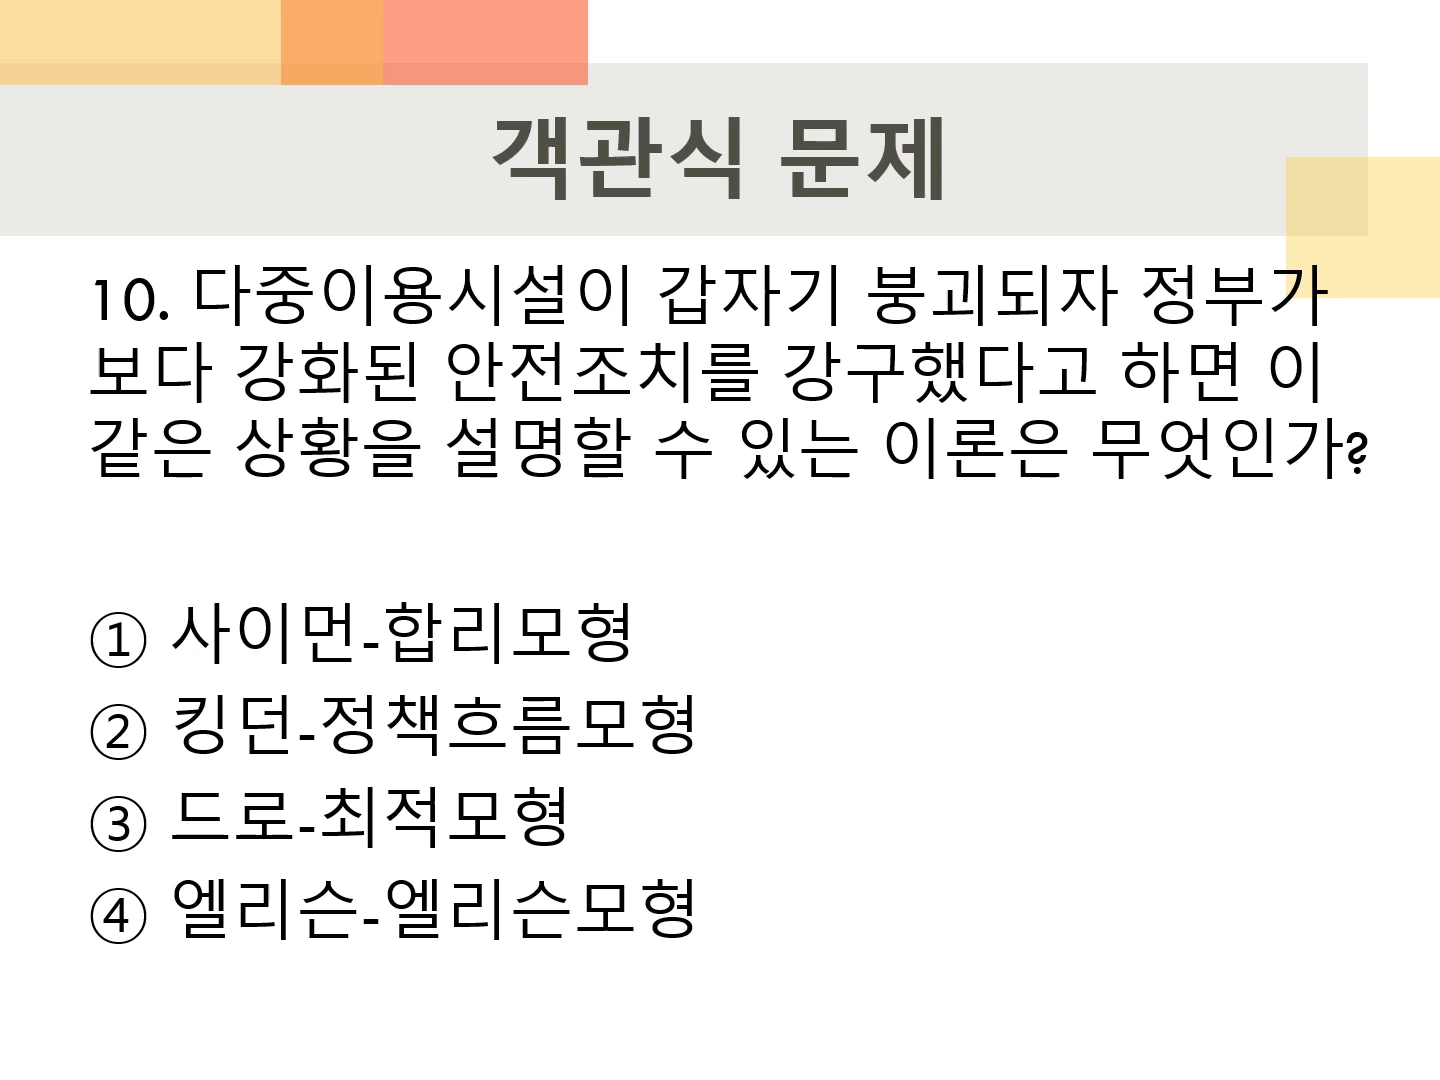 객관식 문제
10. 다중이용시설이 갑자기 붕괴되자 정부가
보다 강화된 안전조치를 강구했다고 하면 이
같은 상황을 설명할 수 있는 이론은 무엇인가?
① 사이먼-합리모형
② 킹던-정책흐름모형
③ 드로-최적모형
④ 엘리슨-엘리슨모형